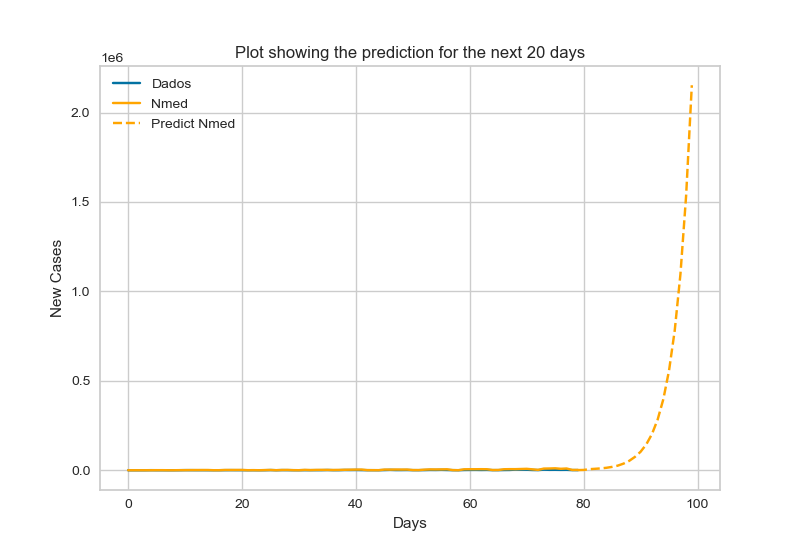 Plot showing the prediction for the next 20 days
1e6
Dados
Nmed
Predict Nmed
2.0
1.5
1.0
0.5
0.0
New Cases
0 20 40 60 80 100
Days